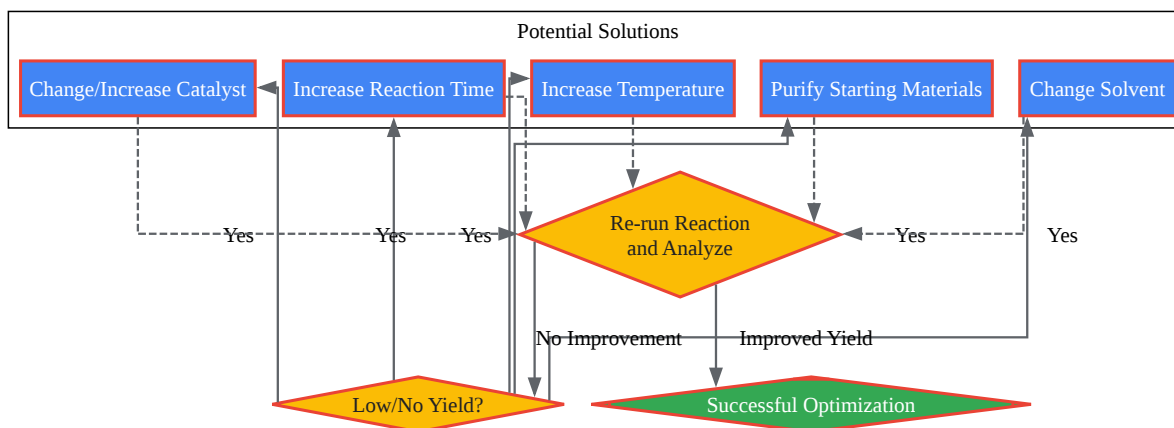 Potential Solutions
Change/Increase Catalyst
Increase Reaction Time
Increase Temperature
Purify Starting Materials
Change Solvent
Re-run Reaction
and Analyze
Yes
Yes
Yes
Yes
Yes
No Improvement
Improved Yield
Low/No Yield?
Successful Optimization